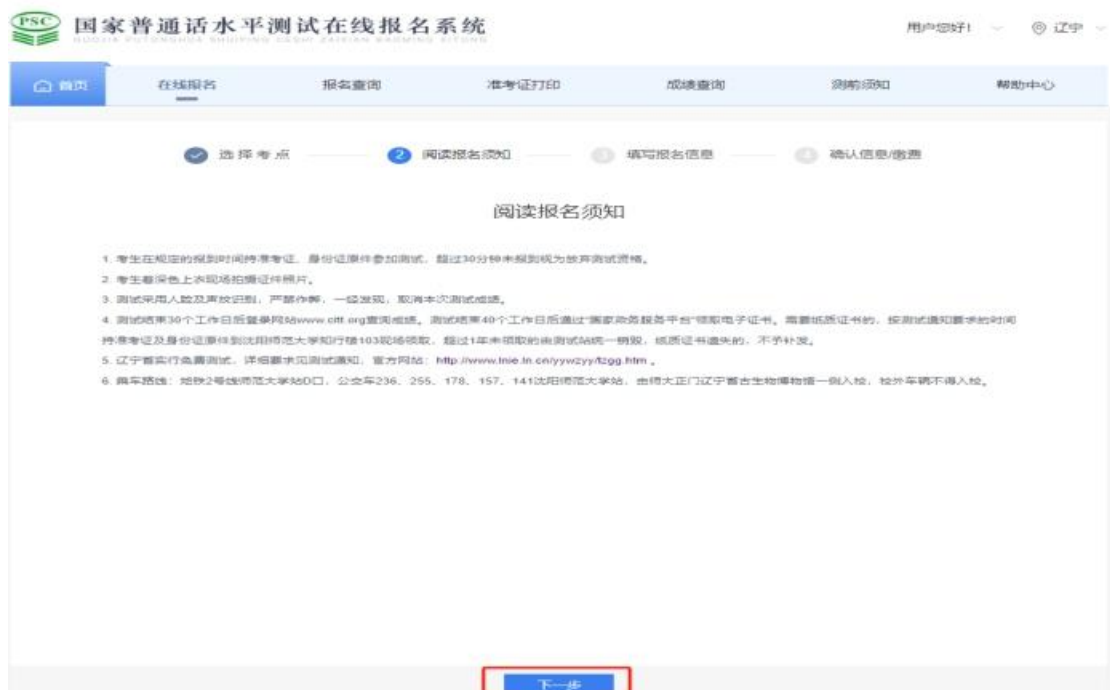 PSC
国家普通话水平测试在线报名系统
GUOJIA PUTONGHUA SHUIPING CESHI ZAIXIAN BAOMING XITONG
用户您好！
辽宁
首页
在线报名
报名查询
准考证打印
成绩查询
测前须知
帮助中心
选择考点
2 阅读报名须知
3 填写报名信息
4 确认信息/缴费
阅读报名须知
1. 考生在规定的报到时间持准考证、身份证原件参加测试，超过30分钟未报到视为放弃测试资格。
2. 考生着深色上衣现场拍摄证件照片。
3. 测试采用人脸及声纹识别，严禁作弊，一经发现，取消本次测试成绩。
4. 测试结束30个工作日后登录网站www.cltt.org查询成绩。测试结束40个工作日后通过“国家政务服务平台”领取电子证书。需要纸质证书的，按测试通知要求的时间
持准考证及身份证原件到沈阳师范大学知行楼103现场领取，超过1年未领取的由测试站统一销毁，纸质证书遗失的，不予补发。
5. 辽宁省实行免费测试，详细要求见测试通知，官方网站：http://www.lnie.ln.cn/yywzyy/tzgg.htm 。
6. 乘车路线：地铁2号线师范大学站D口，公交车236、255、178、157、141沈阳师范大学站，由师大正门辽宁省古生物博物馆一侧入校，校外车辆不得入校。
下一步